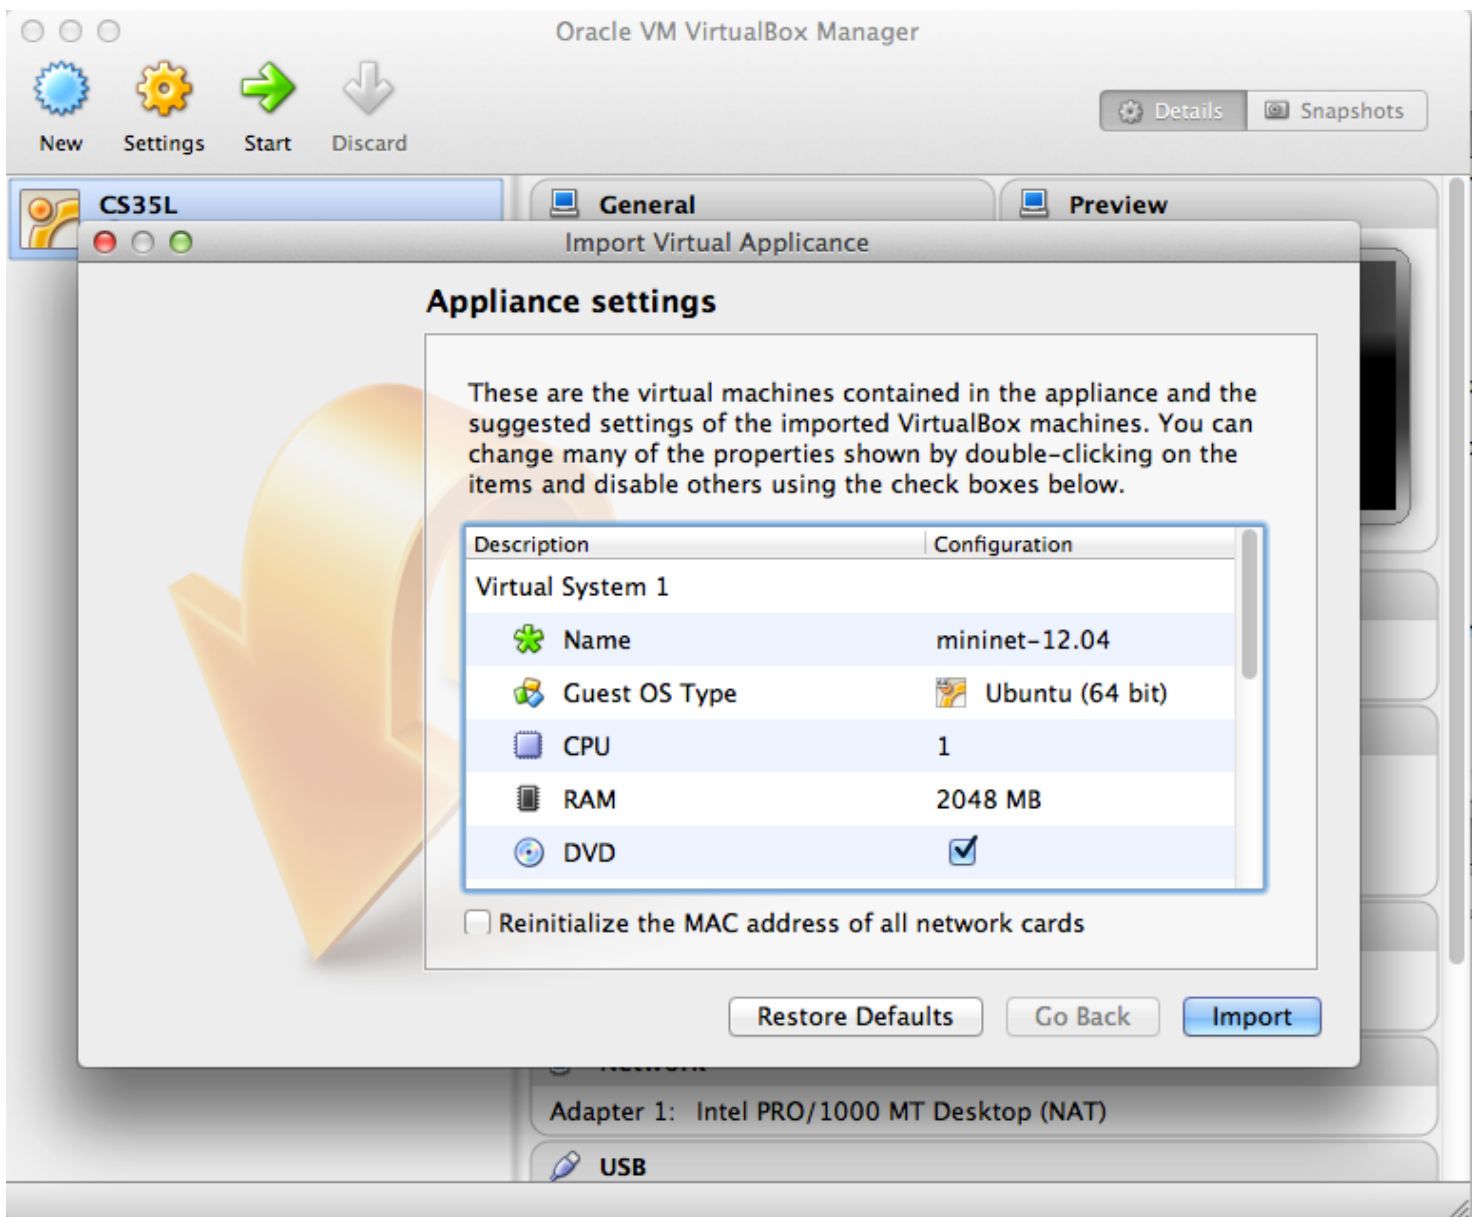 Oracle VM VirtualBox Manager
New
Settings
Start
Discard
Details
Snapshots
CS35L
General
Preview
Import Virtual Applicance
Appliance settings
These are the virtual machines contained in the appliance and the
suggested settings of the imported VirtualBox machines. You can
change many of the properties shown by double-clicking on the
items and disable others using the check boxes below.
Description
Configuration
Virtual System 1
Name
mininet-12.04
Guest OS Type
Ubuntu (64 bit)
CPU
1
RAM
2048 MB
DVD
Reinitialize the MAC address of all network cards
Restore Defaults
Go Back
Import
Network
Adapter 1: Intel PRO/1000 MT Desktop (NAT)
USB